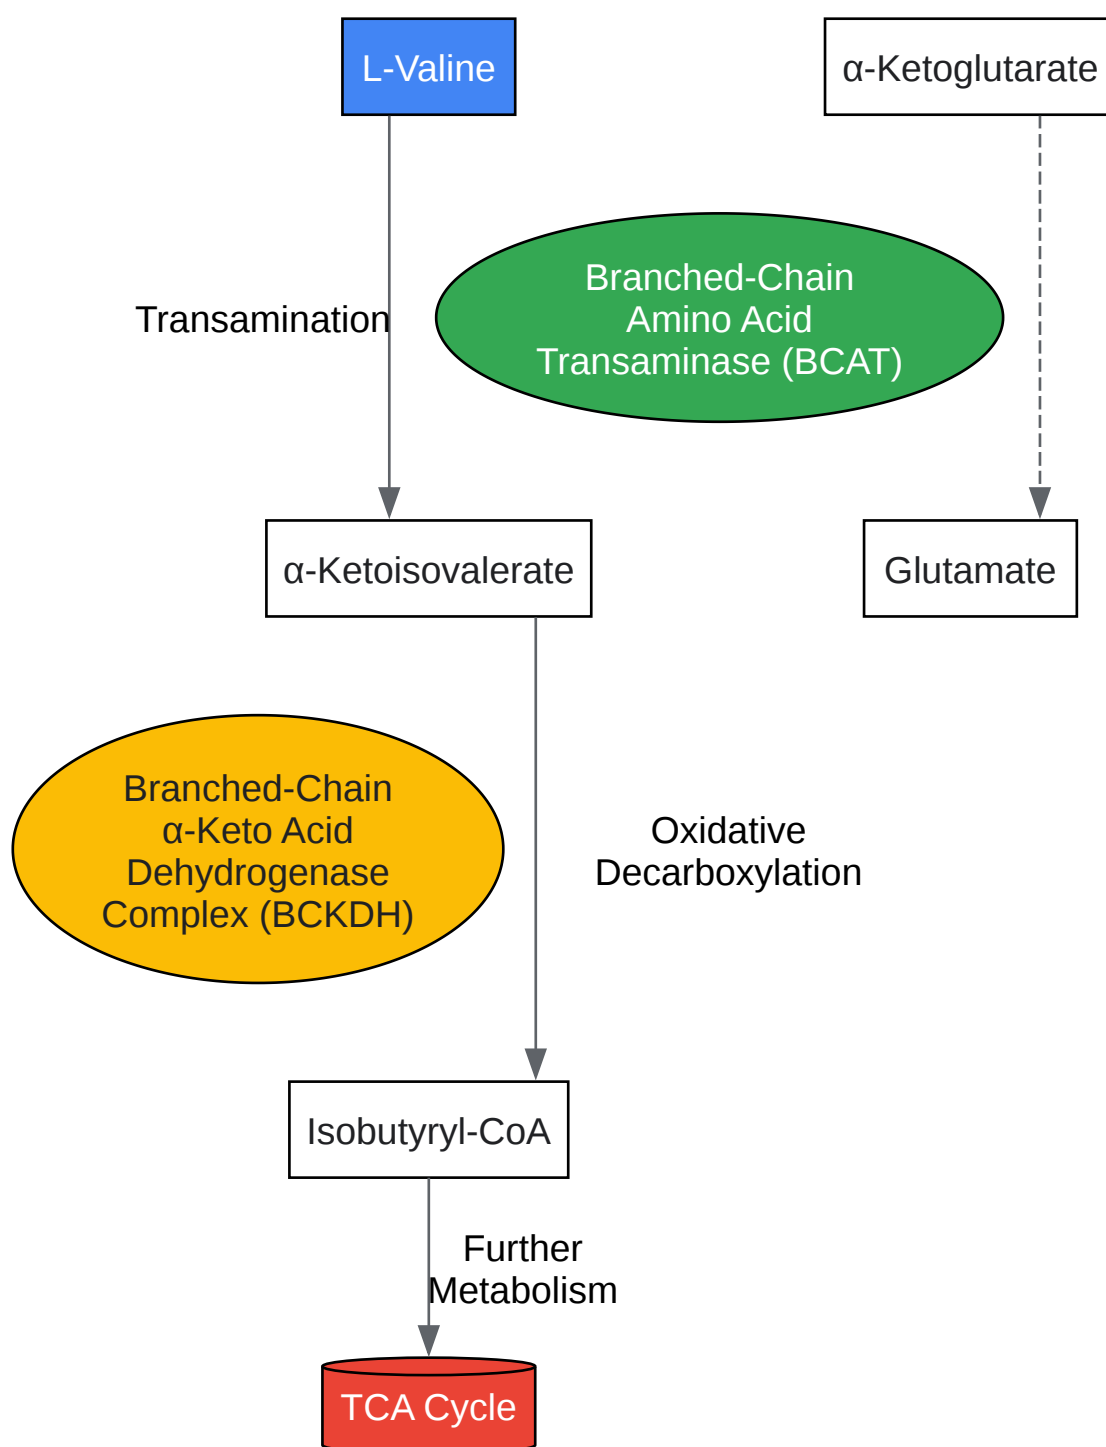 L-Valine
α-Ketoglutarate
Branched-Chain
Amino Acid
Transaminase (BCAT)
Transamination
α-Ketoisovalerate
Glutamate
Branched-Chain
α-Keto Acid
Dehydrogenase
Complex (BCKDH)
Oxidative
Decarboxylation
Isobutyryl-CoA
Further
Metabolism
TCA Cycle